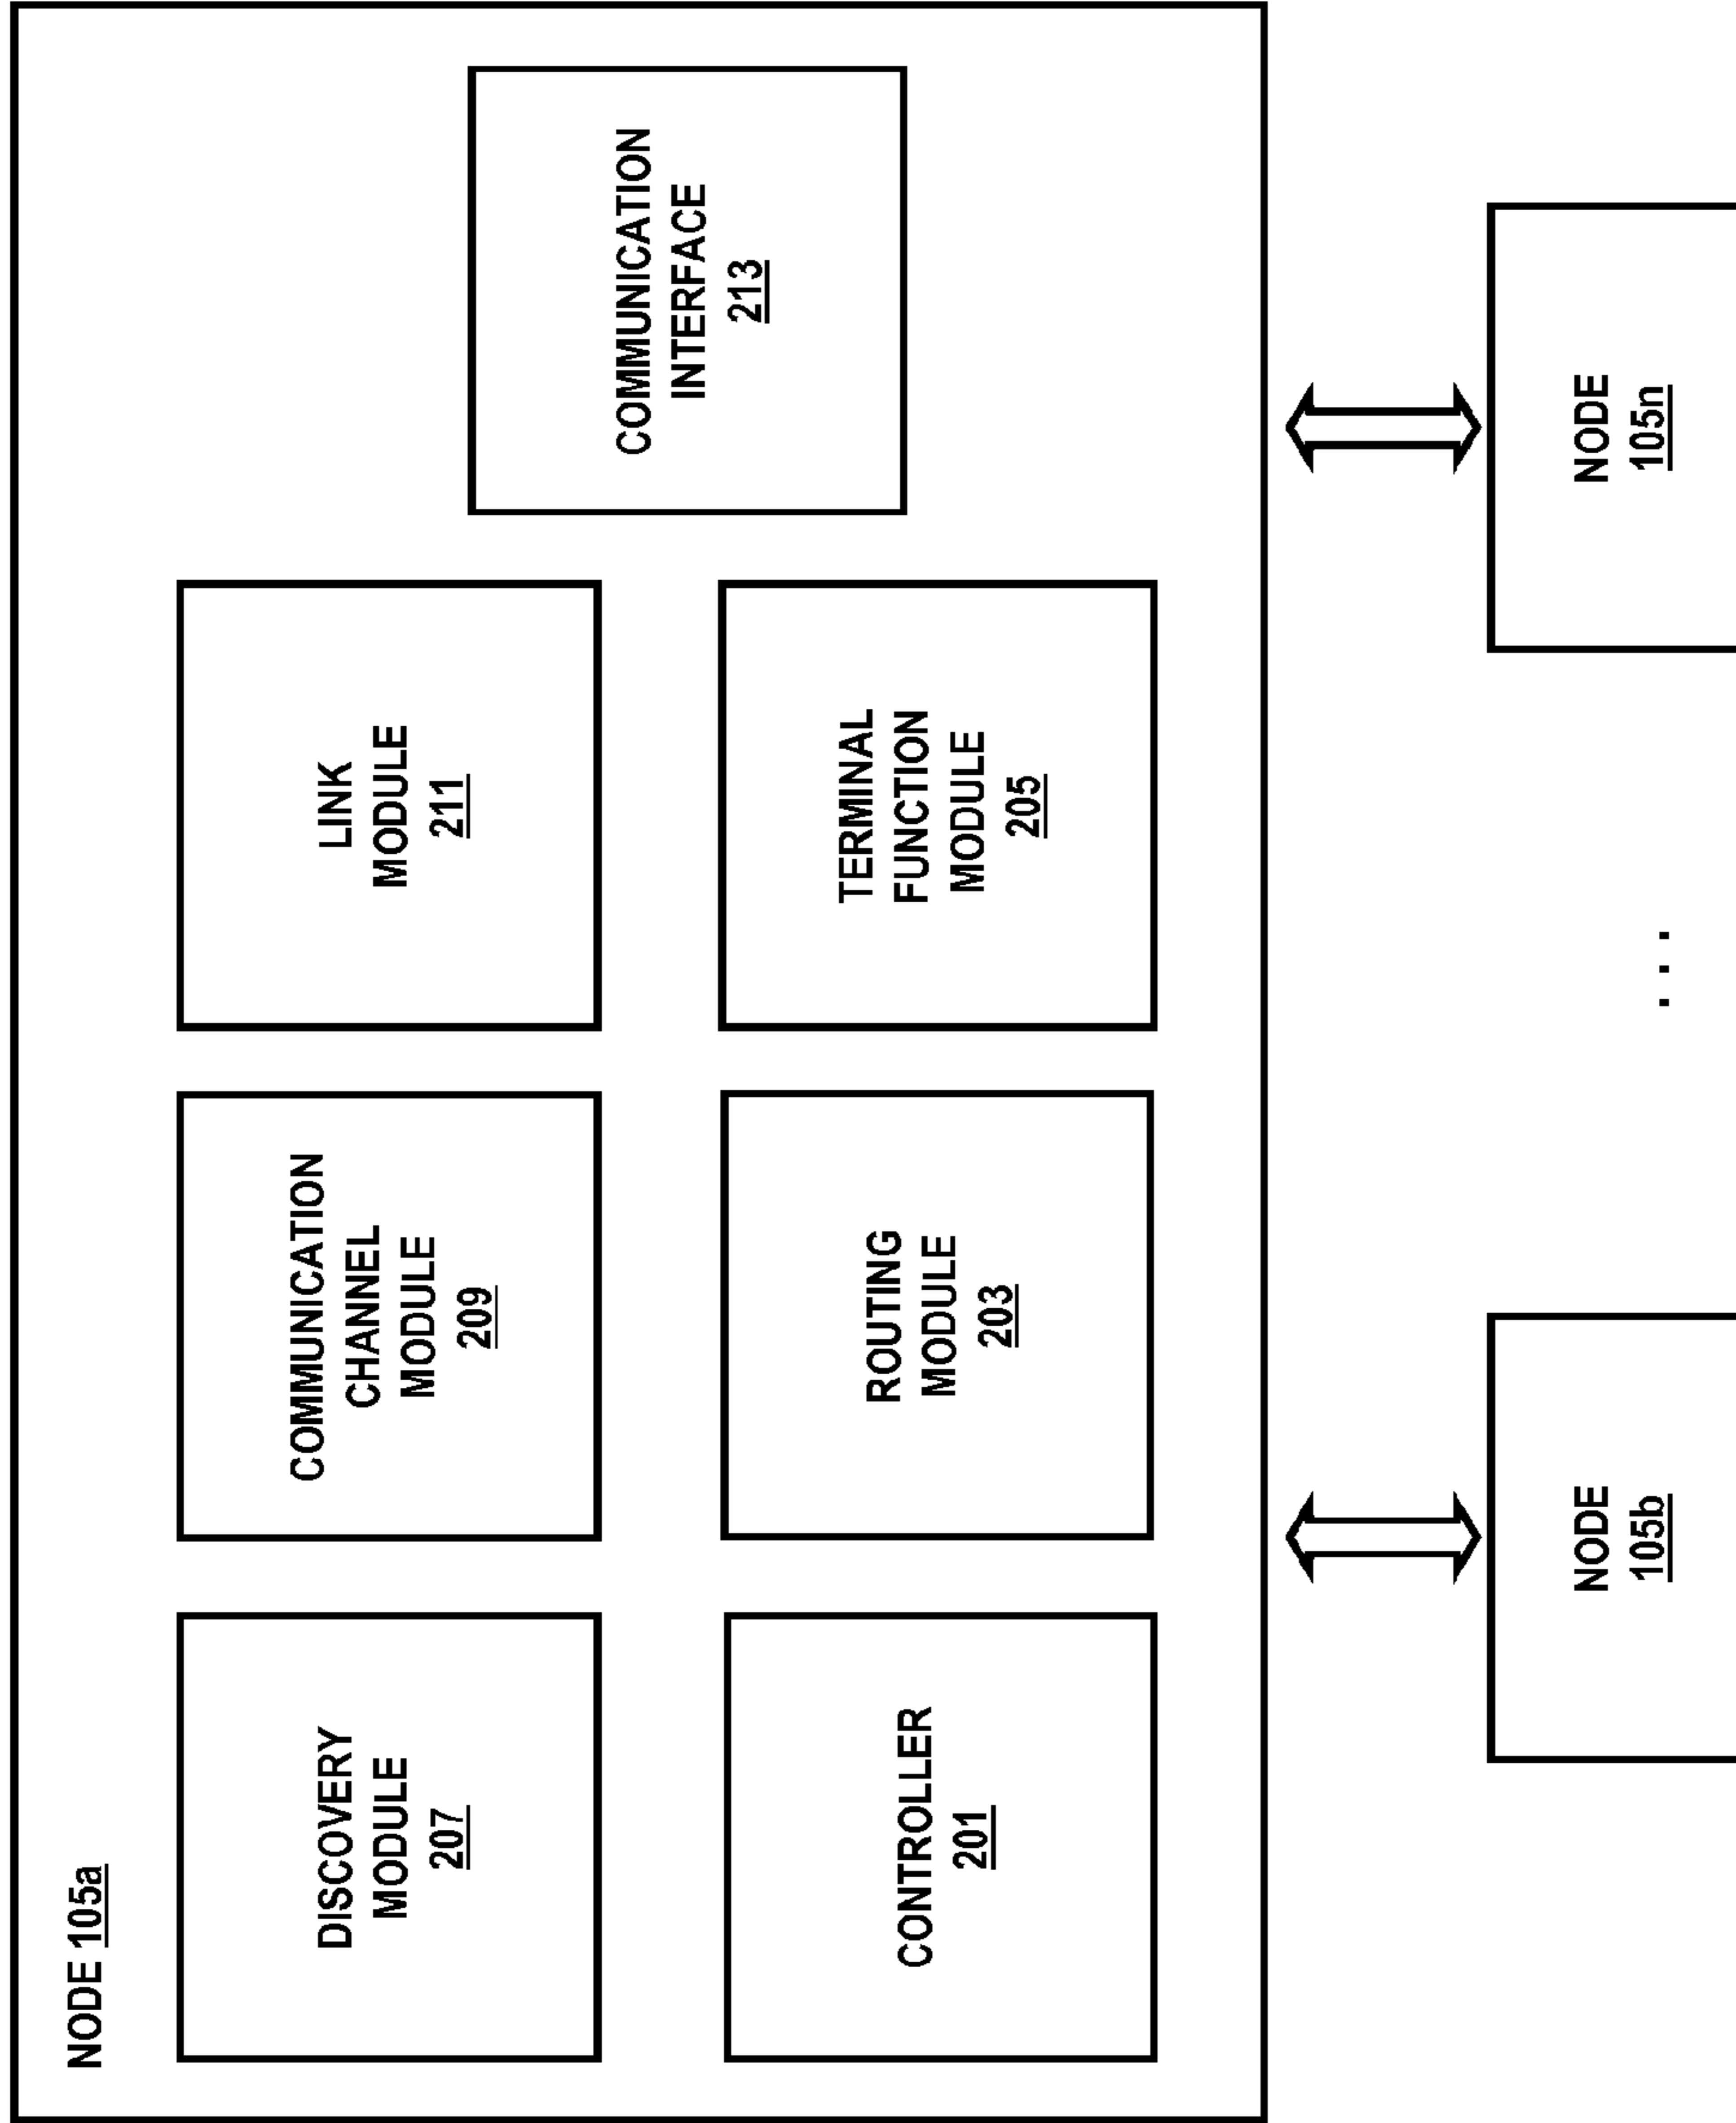 NODE 105a
DISCOVERY
MODULE
207
COMMUNICATION
CHANNEL
MODULE
209
LINK
MODULE
211
COMMUNICATION
INTERFACE
213
CONTROLLER
201
ROUTING
MODULE
203
TERMINAL
FUNCTION
MODULE
205
NODE
105b
. . .
NODE
105n